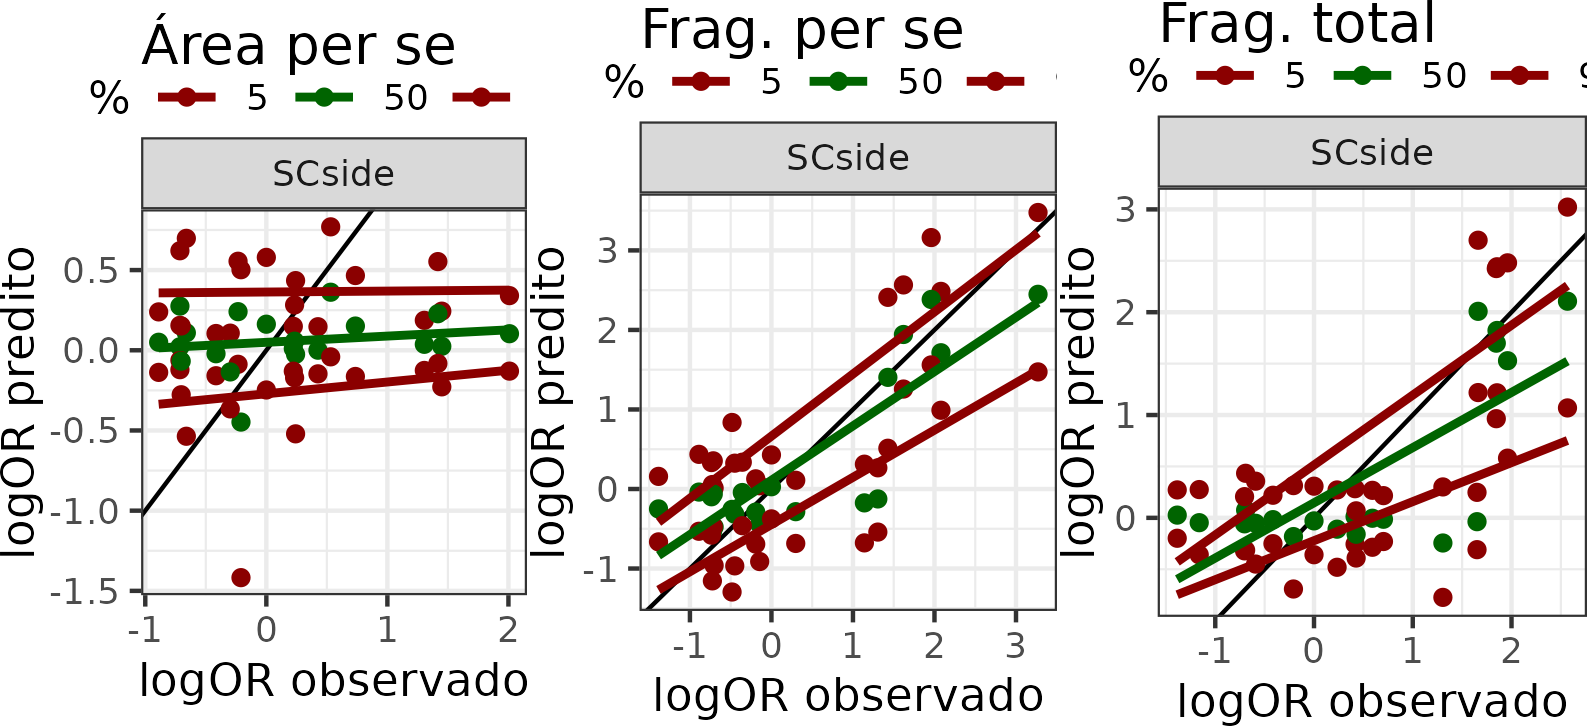 Área per se
% 5 50
SCside
0.5
0.0
-0.5
-1.0
-1.5
-1 0 1 2
logOR predito
logOR observado
Frag. per se
% 5 50
SCside
3
2
1
0
-1
-1 0 1 2 3
logOR predito
logOR observado
Frag. total
% 5 50
SCside
3
2
1
0
-1 0 1 2
logOR predito
logOR observado